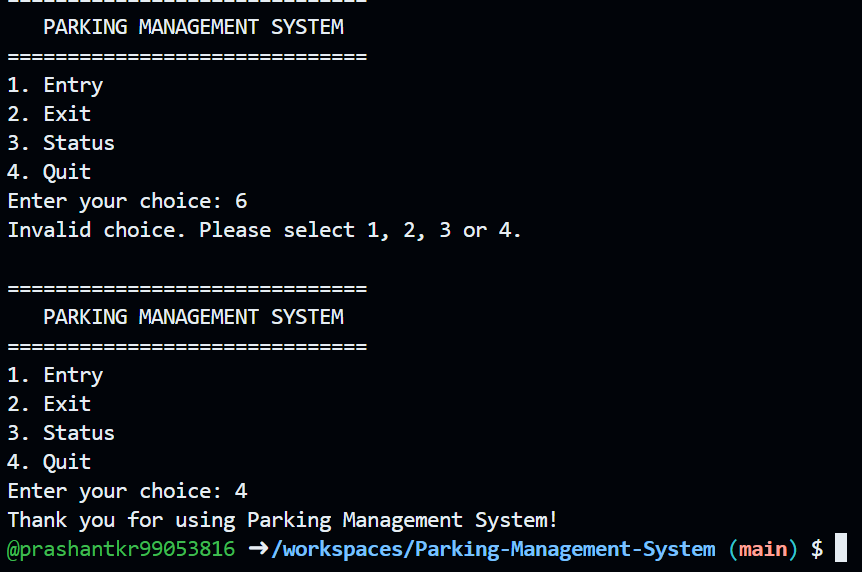 ==============================
   PARKING MANAGEMENT SYSTEM
==============================
1. Entry
2. Exit
3. Status
4. Quit
Enter your choice: 6
Invalid choice. Please select 1, 2, 3 or 4.

==============================
   PARKING MANAGEMENT SYSTEM
==============================
1. Entry
2. Exit
3. Status
4. Quit
Enter your choice: 4
Thank you for using Parking Management System!
@prashantkr99053816 ➜/workspaces/Parking-Management-System (main) $